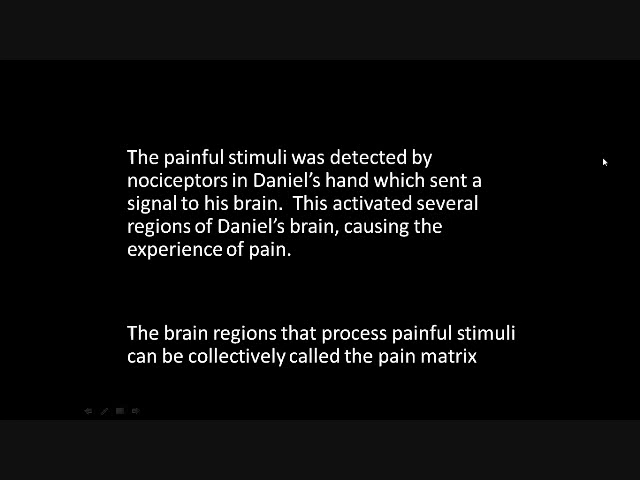 The painful stimuli was detected by
nociceptors in Daniel's hand which sent a
signal to his brain.  This activated several
regions of Daniel's brain, causing the
experience of pain.
The brain regions that process painful stimuli
can be collectively called the pain matrix